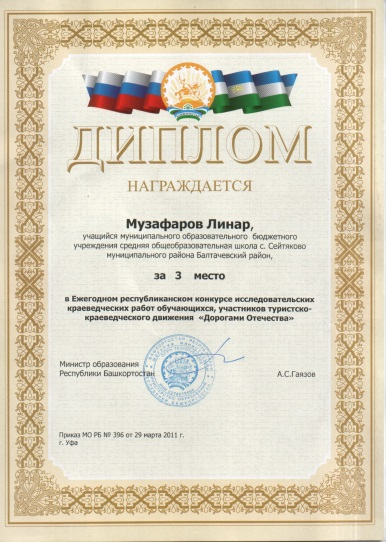 ДИПЛОМ
НАГРАЖДАЕТСЯ
Музафаров Линар,
учащийся муниципального образовательного бюджетного
учреждения средняя общеобразовательная школа с. Сейтяково
муниципального района Балтачевский район,
за 3 место
в Ежегодном республиканском конкурсе исследовательских
краеведческих работ обучающихся, участников туристско-
краеведческого движения «Дорогами Отечества»
Министр образования
Республики Башкортостан
А.С.Гаязов
Приказ МО РБ № 396 от 29 марта 2011 г.
г. Уфа